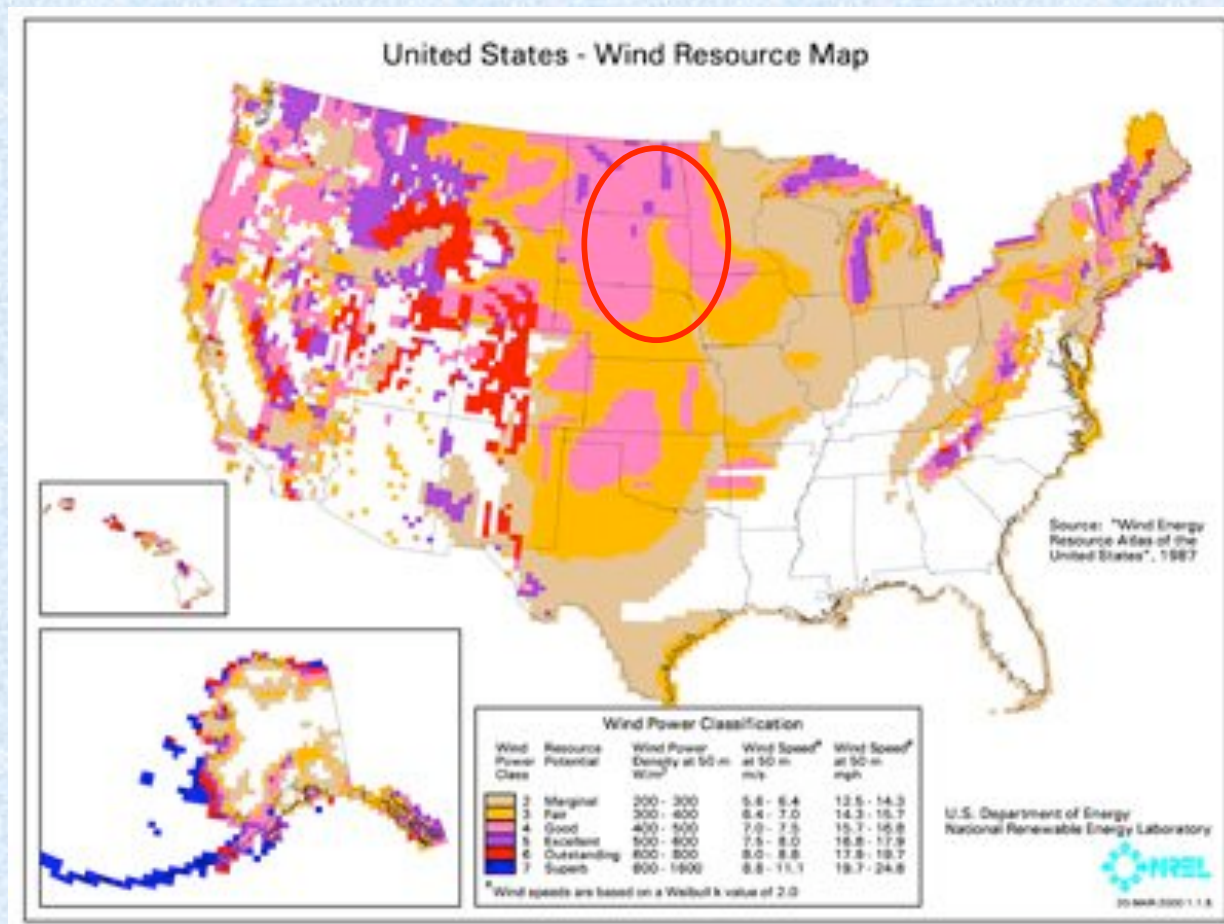 United States - Wind Resource Map
Source: "Wind Energy
Resource Atlas of the
United States", 1987
Wind Power Classification
Wind Power Class Resource Potential Wind Power Density at 50 m W/m² Wind Speedª at 50 m m/s Wind Speedª at 50 m mph
2 Marginal 200 - 300 5.6 - 6.4 12.5 - 14.3
3 Fair 300 - 400 6.4 - 7.0 14.3 - 15.7
4 Good 400 - 500 7.0 - 7.5 15.7 - 16.8
5 Excellent 500 - 600 7.5 - 8.0 16.8 - 17.9
6 Outstanding 600 - 800 8.0 - 8.8 17.9 - 19.7
7 Superb 800 - 1600 8.8 - 11.1 19.7 - 24.8
ªWind speeds are based on a Weibull k value of 2.0
U.S. Department of Energy
National Renewable Energy Laboratory
NREL